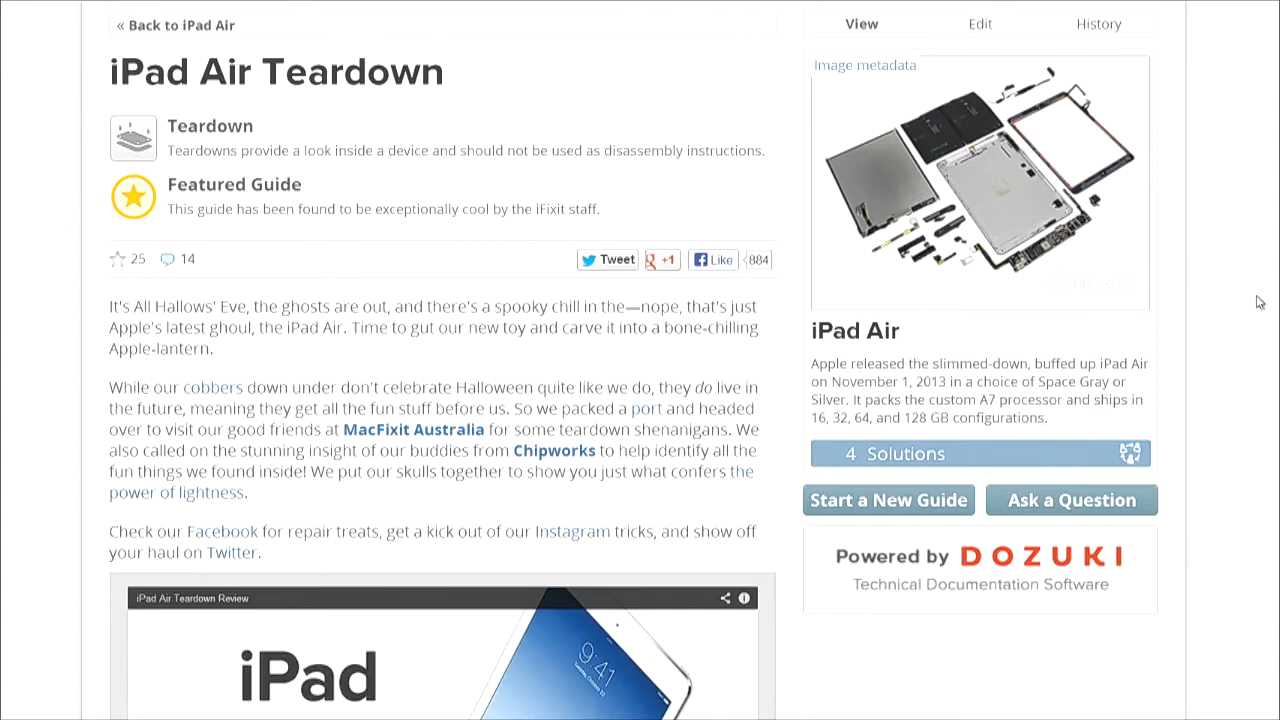 « Back to iPad Air
View
Edit
History
iPad Air Teardown
Image metadata
Teardown
Teardowns provide a look inside a device and should not be used as disassembly instructions.
Featured Guide
This guide has been found to be exceptionally cool by the iFixit staff.
25
14
Tweet
+1
Like
884
It's All Hallows' Eve, the ghosts are out, and there's a spooky chill in the—nope, that's just
Apple's latest ghoul, the iPad Air. Time to gut our new toy and carve it into a bone-chilling
Apple-lantern.
While our cobbers down under don't celebrate Halloween quite like we do, they do live in
the future, meaning they get all the fun stuff before us. So we packed a port and headed
over to visit our good friends at MacFixit Australia for some teardown shenanigans. We
also called on the stunning insight of our buddies from Chipworks to help identify all the
fun things we found inside! We put our skulls together to show you just what confers the
power of lightness.
Check our Facebook for repair treats, get a kick out of our Instagram tricks, and show off
your haul on Twitter.
iPad Air Teardown Review
iPad
9:41
iPad Air
Apple released the slimmed-down, buffed up iPad Air
on November 1, 2013 in a choice of Space Gray or
Silver. It packs the custom A7 processor and ships in
16, 32, 64, and 128 GB configurations.
4 Solutions
Start a New Guide
Ask a Question
Powered by DOZUKI
Technical Documentation Software